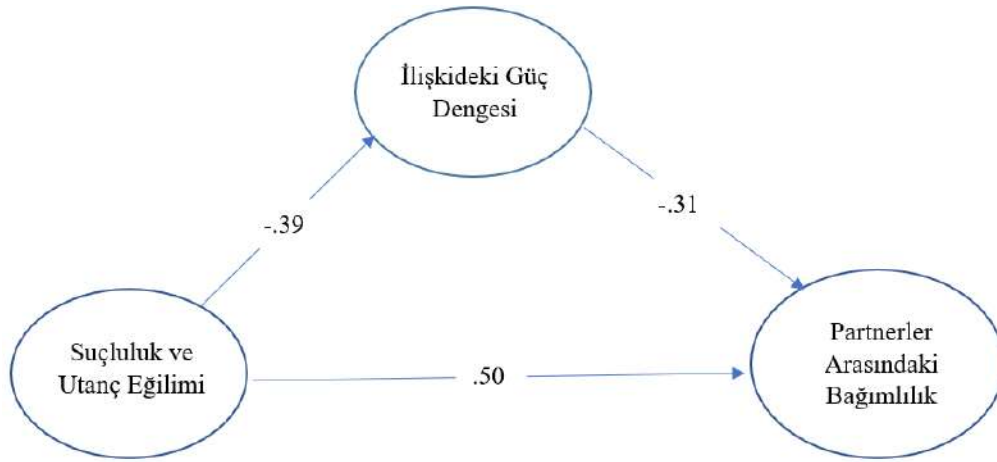 İlişkideki Güç
Dengesi
-.39
-.31
Suçluluk ve
Utanç Eğilimi
.50
Partnerler
Arasındaki
Bağımlılık